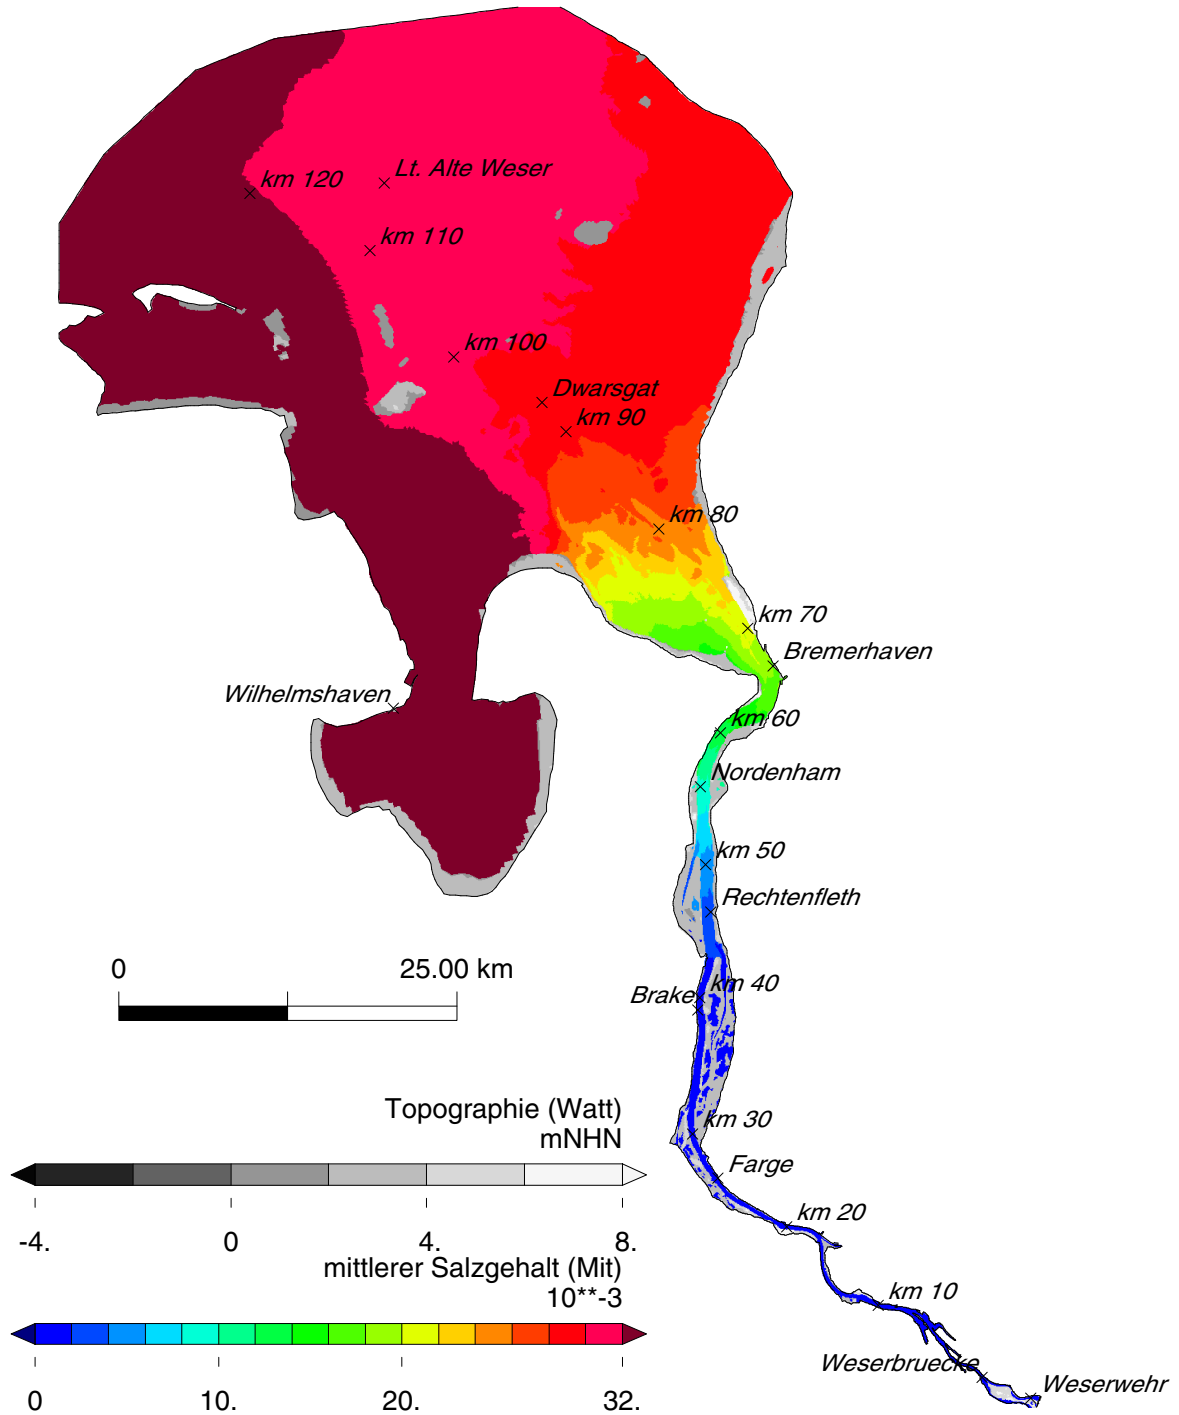 Lt. Alte Weser
km 120
km 110
km 100
Dwarsgat
km 90
km 80
km 70
Bremerhaven
Wilhelmshaven
km 60
Nordenham
km 50
Rechtenfleth
0 25.00 km
km 40
Brake
Topographie (Watt)
mNHN
km 30
Farge
-4. 0 4. 8.
km 20
mittlerer Salzgehalt (Mit)
10**-3
km 10
Weserbruecke
Weserwehr
0 10. 20. 32.